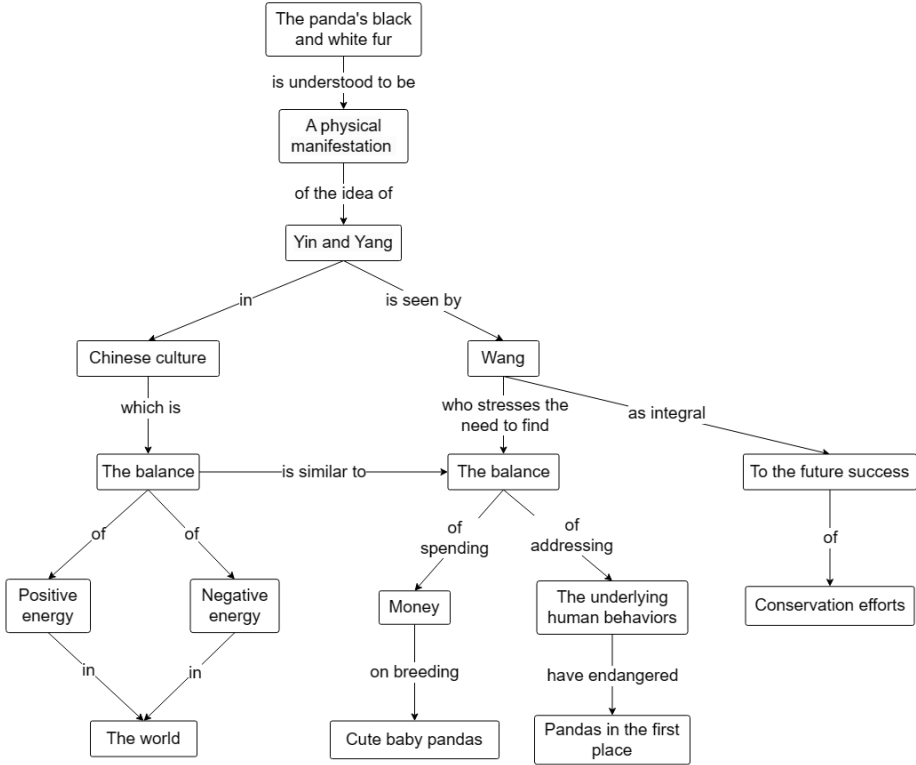 The panda's black
and white fur
is understood to be
A physical
manifestation
of the idea of
Yin and Yang
in
is seen by
Chinese culture
Wang
which is
who stresses the
need to find
as integral
The balance
is similar to
The balance
To the future success
of
of
of
spending
of
addressing
of
Positive
energy
Negative
energy
Money
The underlying
human behaviors
Conservation efforts
in
in
on breeding
have endangered
The world
Cute baby pandas
Pandas in the first
place